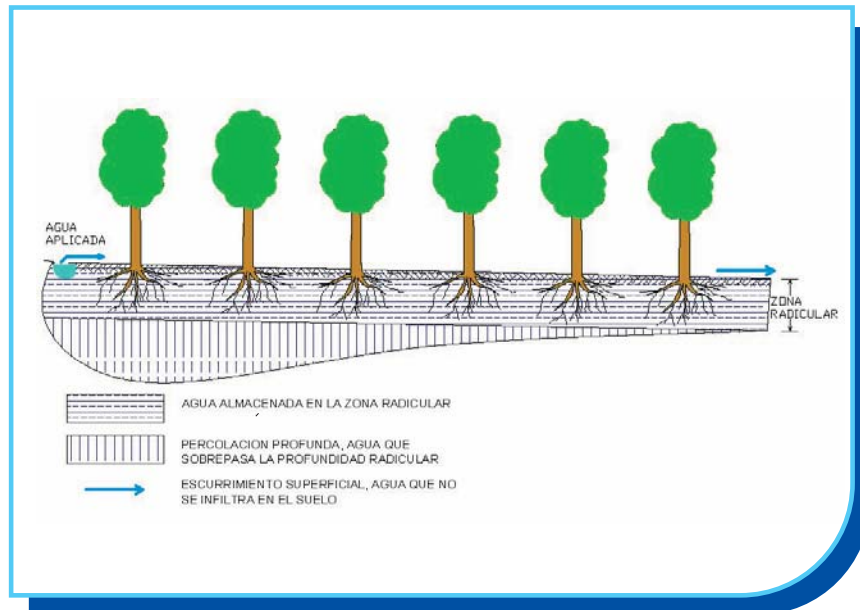 AGUA
APLICADA
ZONA
RADICULAR
AGUA ALMACENADA EN LA ZONA RADICULAR
PERCOLACION PROFUNDA, AGUA QUE
SOBREPASA LA PROFUNDIDAD RADICULAR
ESCURRIMIENTO SUPERFICIAL, AGUA QUE NO
SE INFILTRA EN EL SUELO